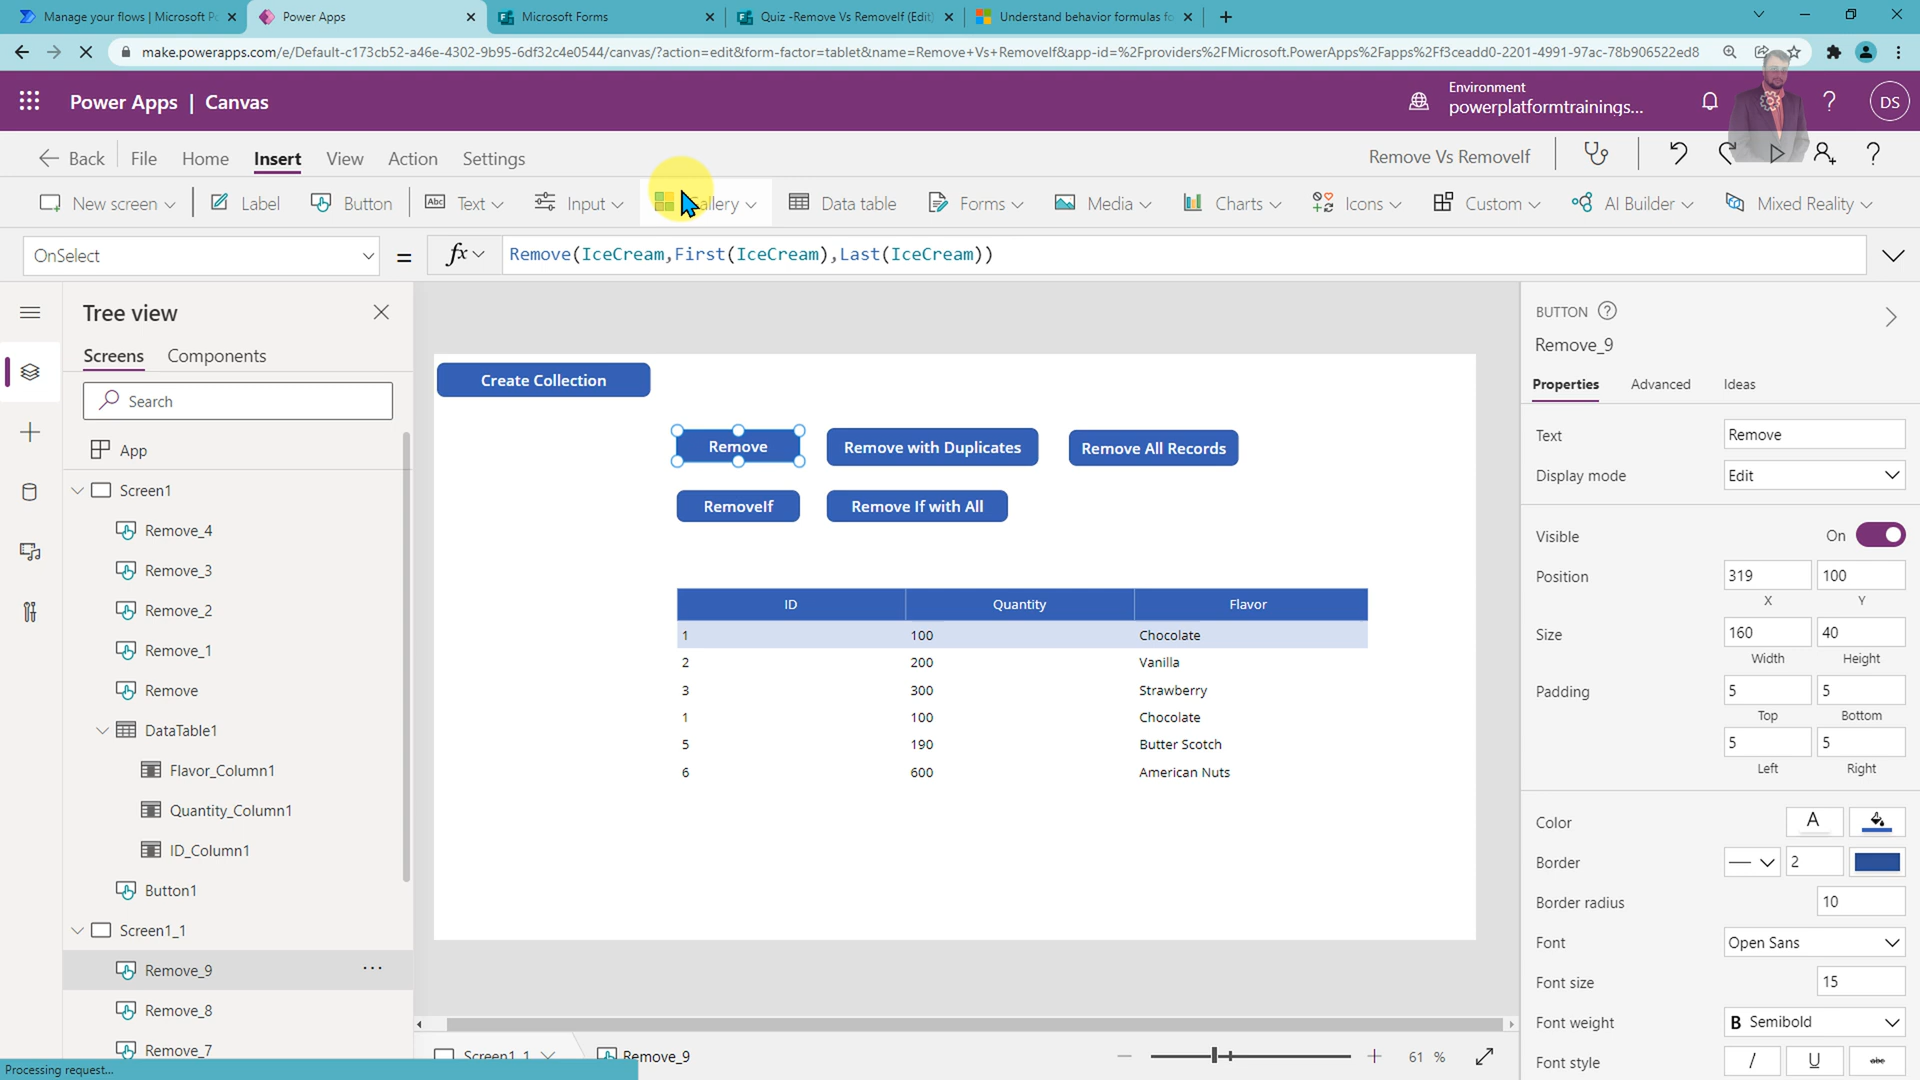 Manage your flows | Microsoft Po
Power Apps
Microsoft Forms
Quiz -Remove Vs RemoveIf (Edit)
Understand behavior formulas fo
make.powerapps.com/e/Default-c173cb52-a46e-4302-9b95-6df32c4e0544/canvas/?action=edit&form-factor=tablet&name=Remove+Vs+RemoveIf&app-id=%2Fproviders%2FMicrosoft.PowerApps%2Fapps%2Ff3ceadd0-2201-4991-97ac-78b906522ed8
Power Apps | Canvas
Environment
powerplatformtrainings...
DS
Back
File
Home
Insert
View
Action
Settings
Remove Vs RemoveIf
New screen
Label
Button
Text
Input
Gallery
Data table
Forms
Media
Charts
Icons
Custom
AI Builder
Mixed Reality
OnSelect
=
fx
Remove(IceCream,First(IceCream),Last(IceCream))
Tree view
Screens
Components
Search
App
Screen1
Remove_4
Remove_3
Remove_2
Remove_1
Remove
DataTable1
Flavor_Column1
Quantity_Column1
ID_Column1
Button1
Screen1_1
Remove_9
Remove_8
Remove_7
Create Collection
Remove
Remove with Duplicates
Remove All Records
RemoveIf
Remove If with All
ID Quantity Flavor
1 100 Chocolate
2 200 Vanilla
3 300 Strawberry
1 100 Chocolate
5 190 Butter Scotch
6 600 American Nuts
BUTTON
Remove_9
Properties
Advanced
Ideas
Text Remove
Display mode Edit
Visible On
Position 319 100
X Y
Size 160 40
Width Height
Padding 5 5
Top Bottom
5 5
Left Right
Color A
Border 2
Border radius 10
Font Open Sans
Font size 15
Font weight B Semibold
Font style / U abc
Screen1_1
Remove_9
61 %
Processing request...